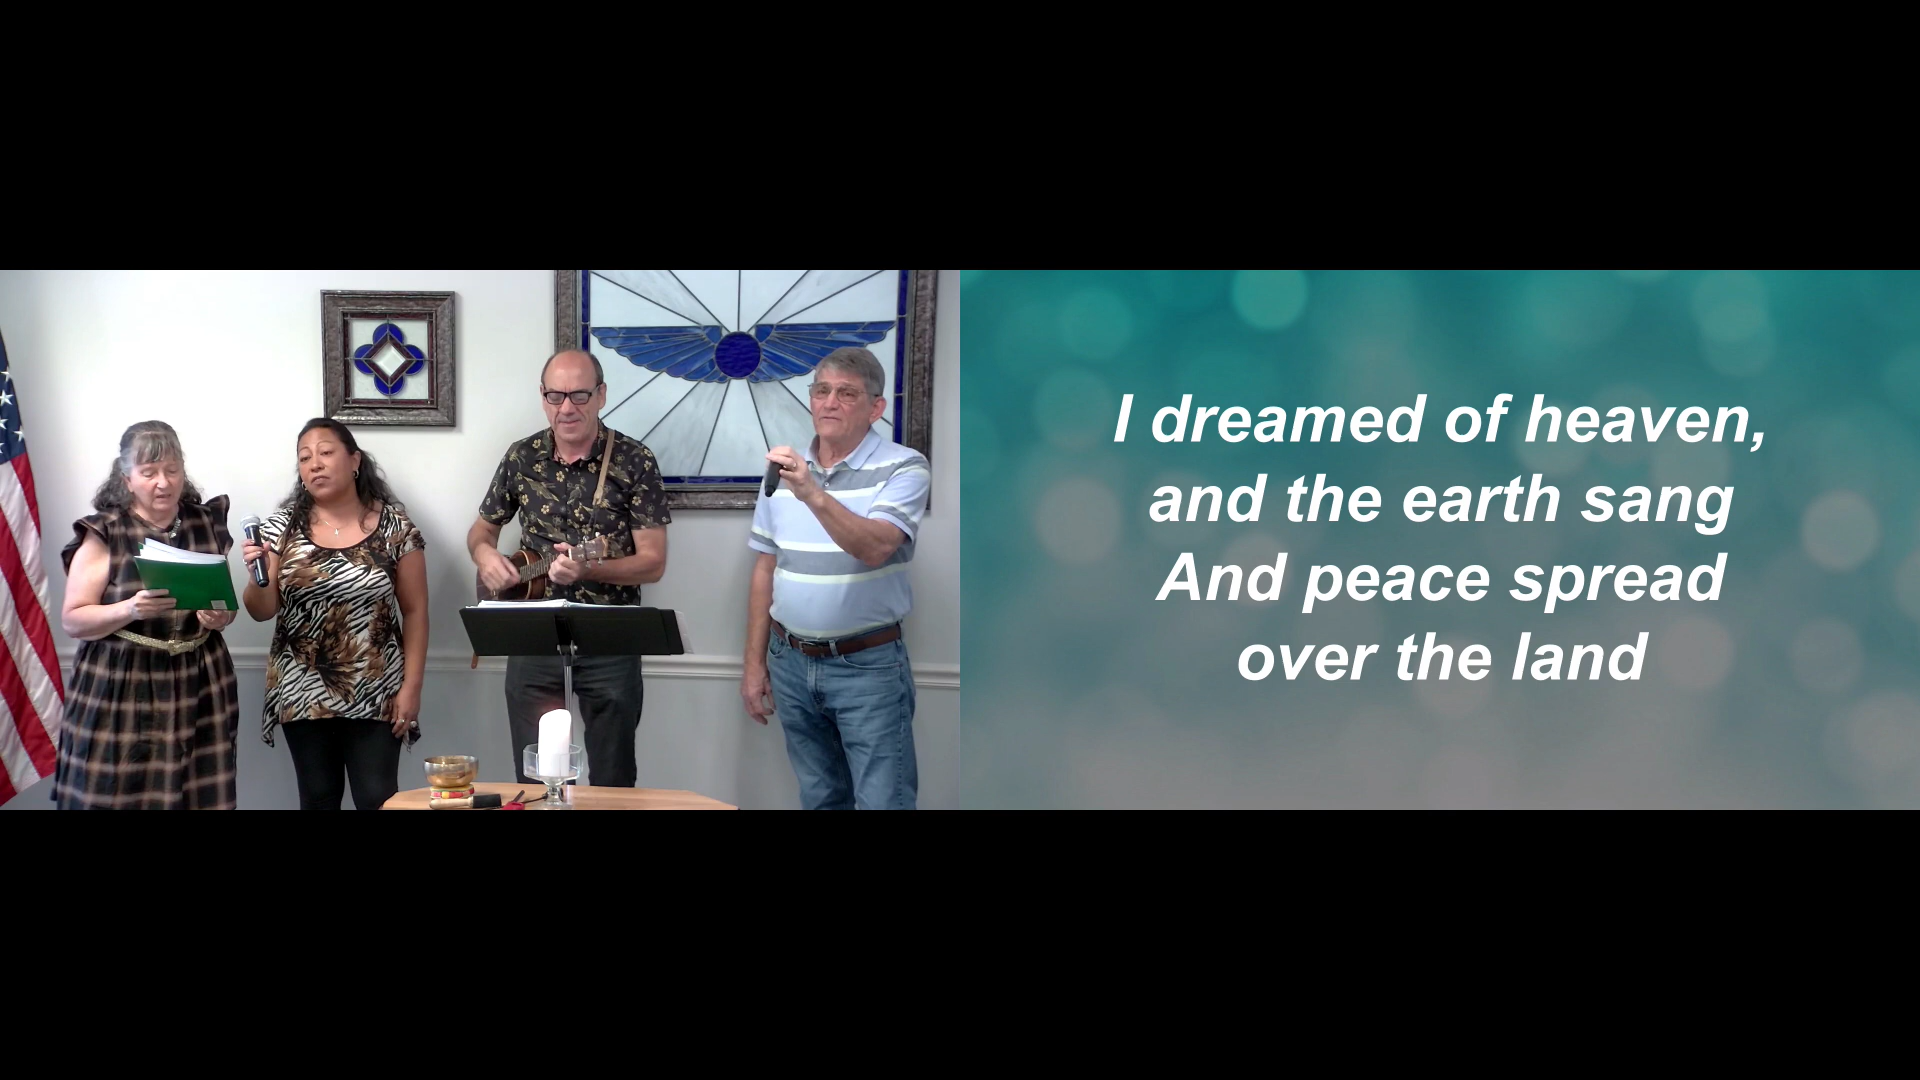 I dreamed of heaven,
and the earth sang
And peace spread
over the land